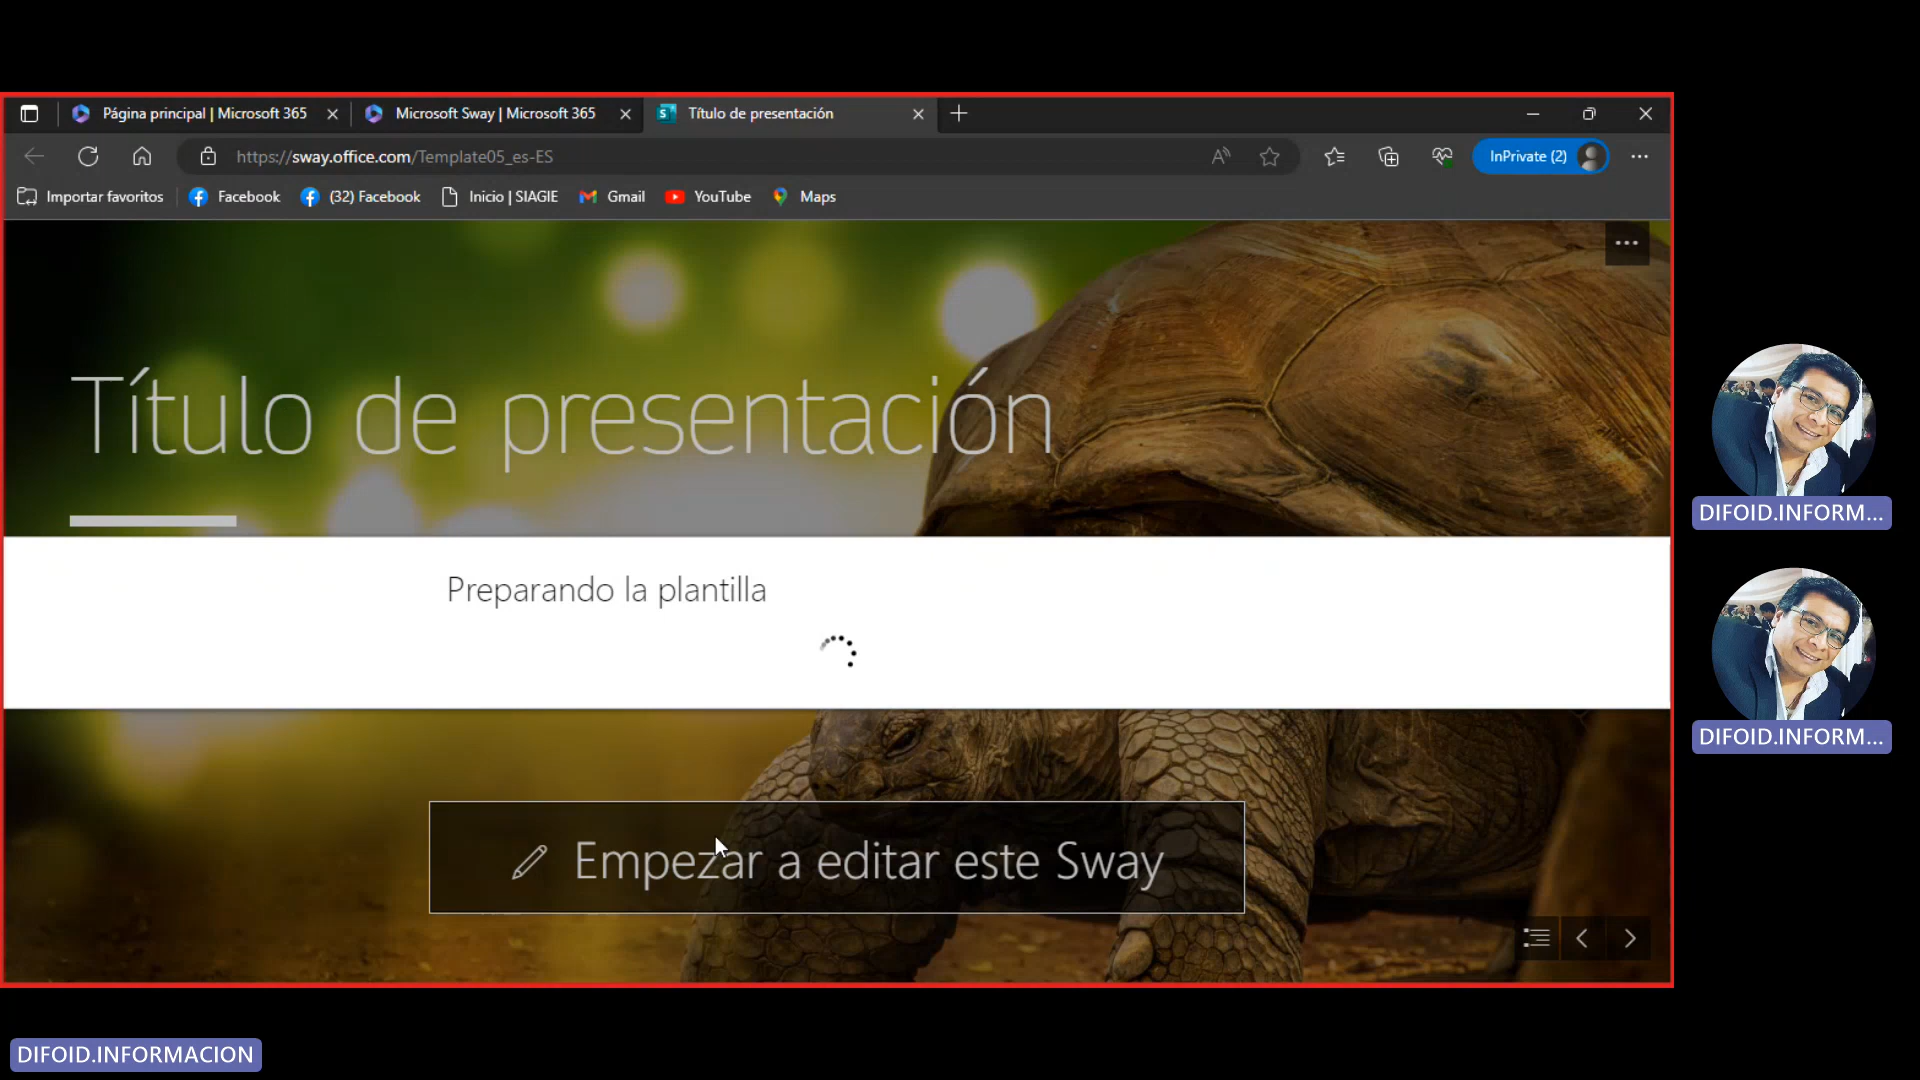 Página principal | Microsoft 365
Microsoft Sway | Microsoft 365
Título de presentación
https://sway.office.com/Template05_es-ES
InPrivate (2)
Importar favoritos
Facebook
(32) Facebook
Inicio | SIAGIE
Gmail
YouTube
Maps
Título de presentación
Preparando la plantilla
Empezar a editar este Sway
DIFOID.INFORM...
DIFOID.INFORM...
DIFOID.INFORMACION